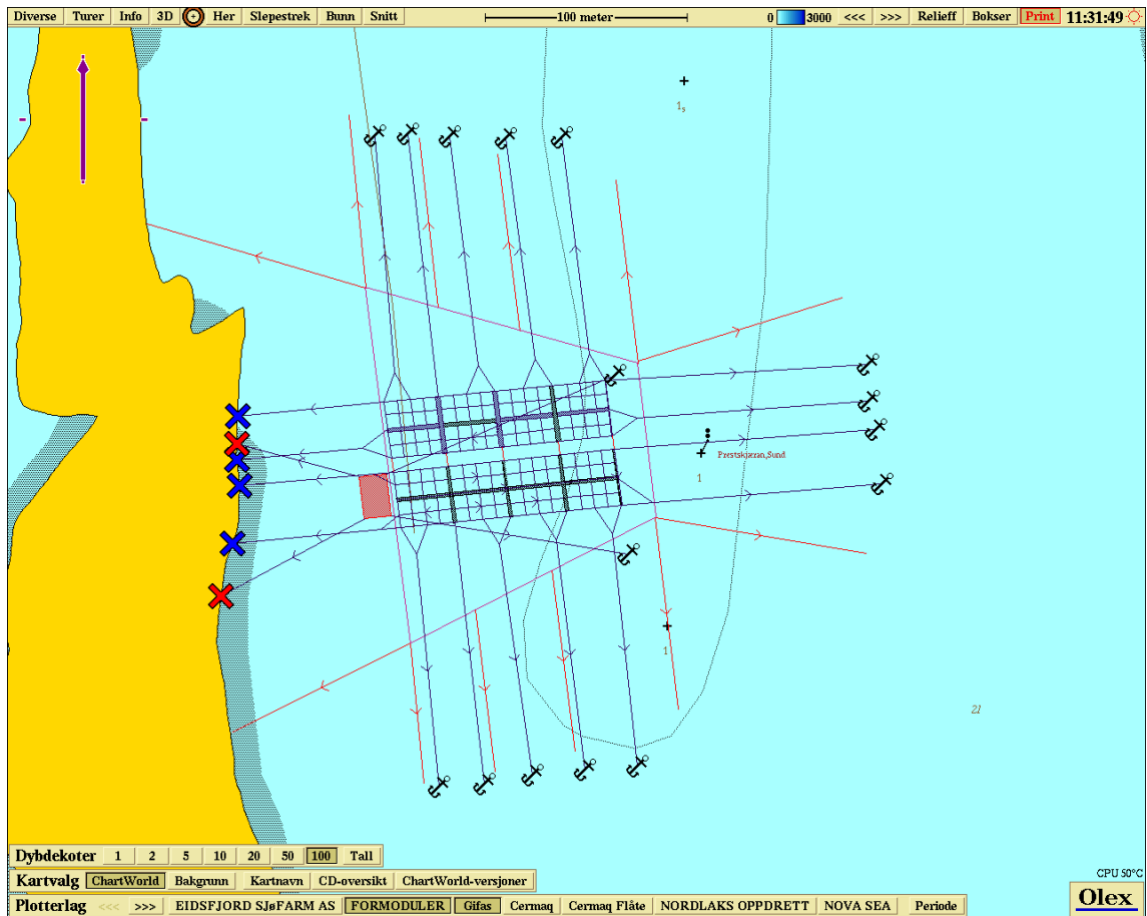 Diverse Turer Info 3D Her Slepestrek Bunn Snitt 100 meter 0 3000 <<< >>> Relieff Bokser Print 11:31:49
1s
Prestskjæran,Sund
1
1
21
Dybdekoter 1 2 5 10 20 50 100 Tall
CPU 50°C
Kartvalg ChartWorld Bakgrunn Kartnavn CD-oversikt ChartWorld-versjoner
Plotterlag <<< >>> EIDSFJORD SJøFARM AS FORMODULER Gifas Cermaq Cermaq Flåte NORDLAKS OPPDRETT NOVA SEA Periode
Olex